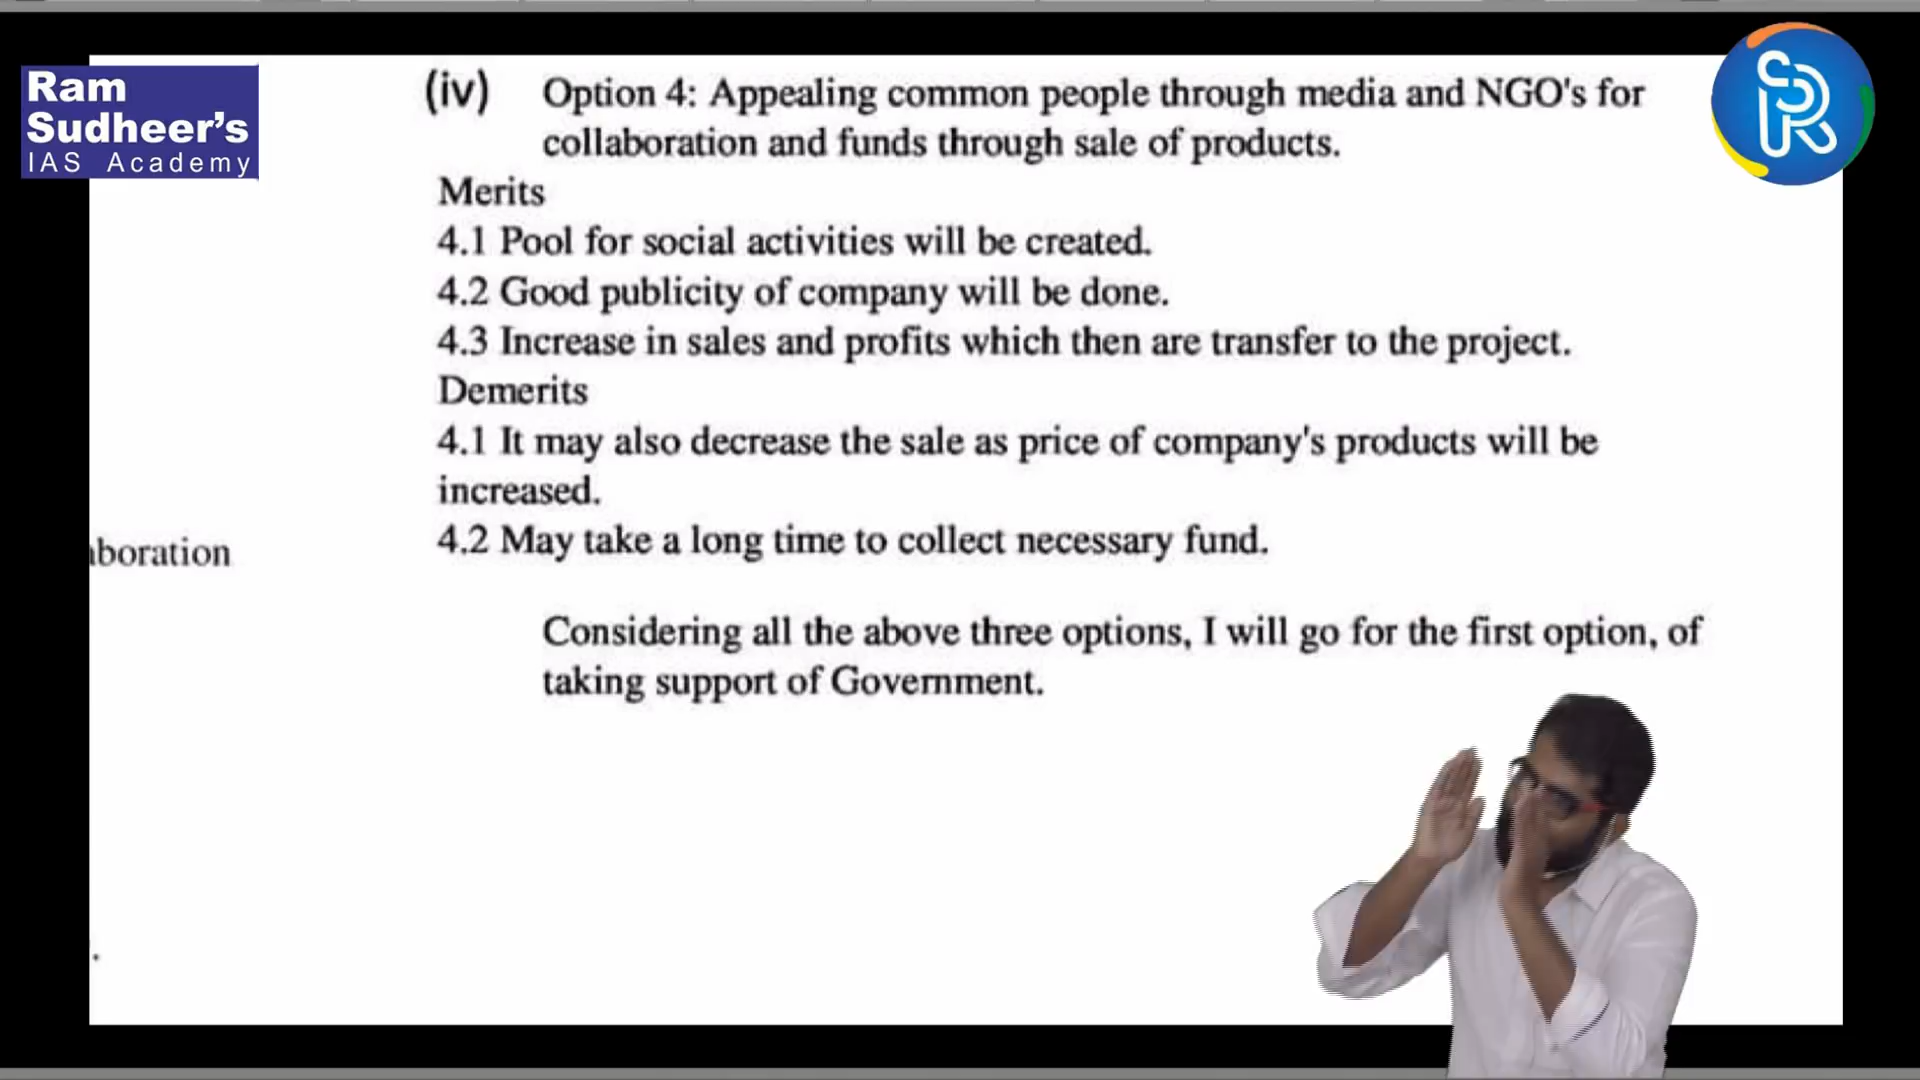 Ram
Sudheer's
IAS Academy
(iv) Option 4: Appealing common people through media and NGO's for
collaboration and funds through sale of products.
Merits
4.1 Pool for social activities will be created.
4.2 Good publicity of company will be done.
4.3 Increase in sales and profits which then are transfer to the project.
Demerits
4.1 It may also decrease the sale as price of company's products will be
increased.
4.2 May take a long time to collect necessary fund.
boration
Considering all the above three options, I will go for the first option, of
taking support of Government.